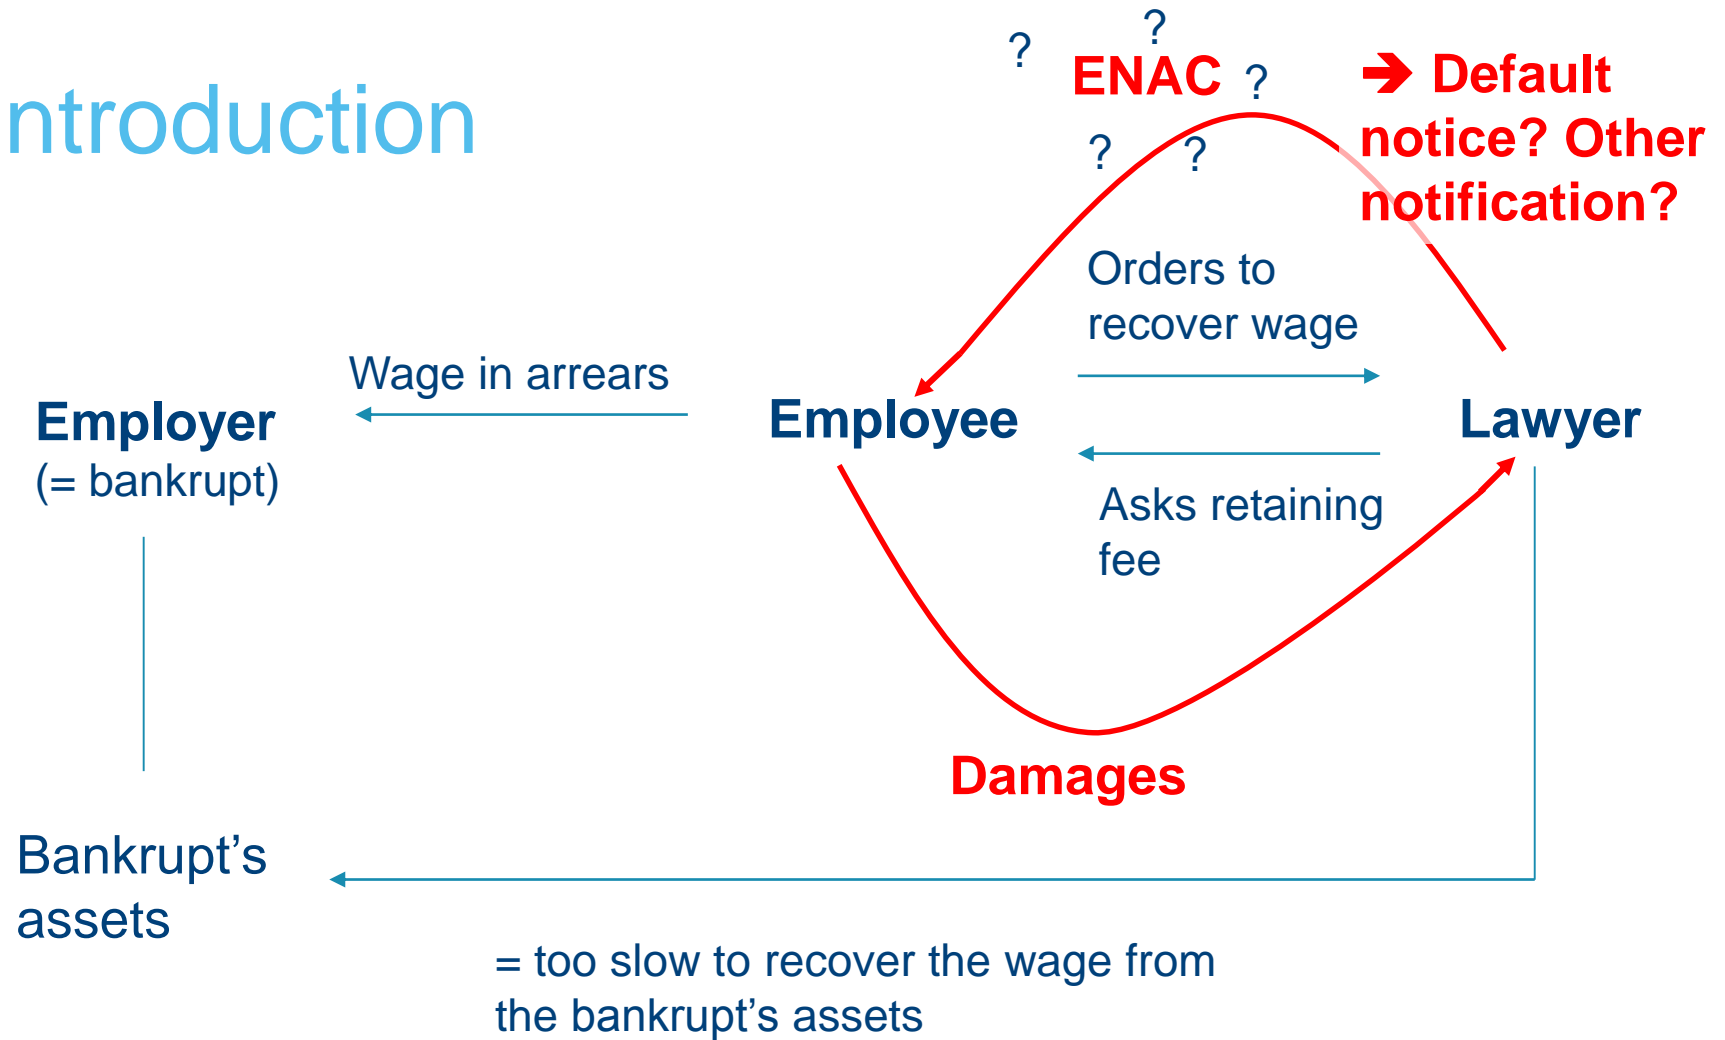 ntroduction
?
?
ENAC
?
?
?
➔ Default
notice? Other
notification?
Orders to
recover wage
Wage in arrears
Employer
(= bankrupt)
Employee
Lawyer
Asks retaining
fee
Damages
Bankrupt’s
assets
= too slow to recover the wage from
the bankrupt’s assets